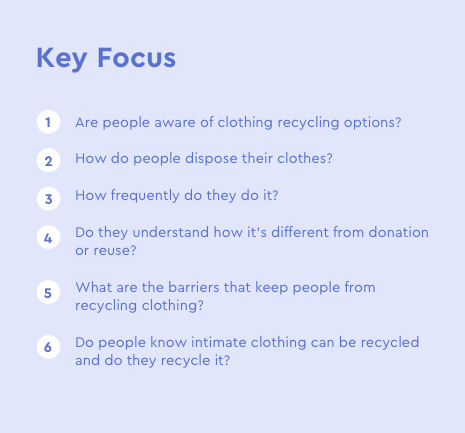 Key Focus
1 Are people aware of clothing recycling options?
2 How do people dispose their clothes?
3 How frequently do they do it?
4 Do they understand how it's different from donation
or reuse?
5 What are the barriers that keep people from
recycling clothing?
6 Do people know intimate clothing can be recycled
and do they recycle it?